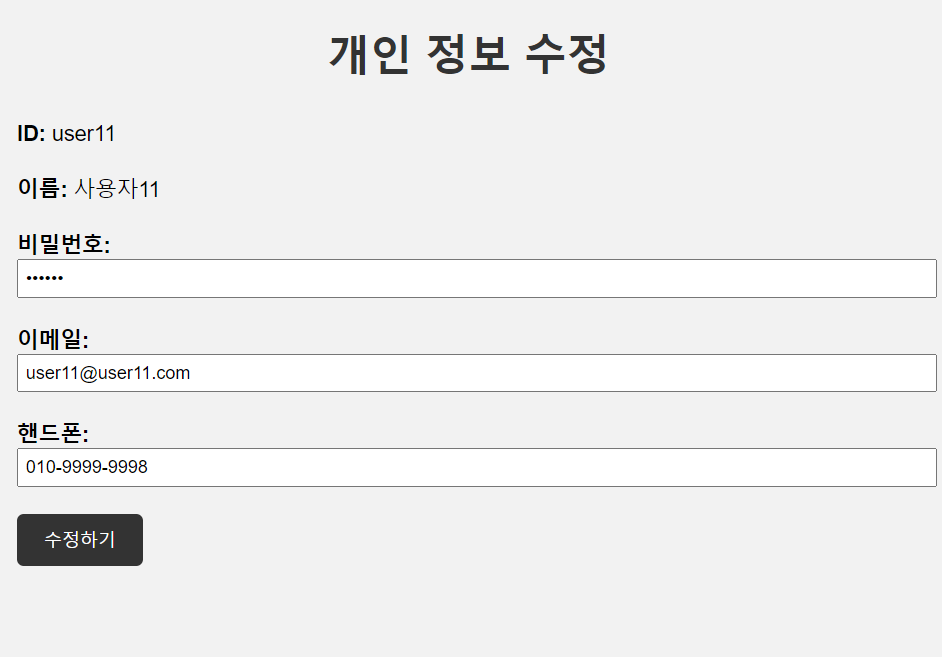 개인 정보 수정
ID: user11
이름: 사용자11
비밀번호:
••••••
이메일:
user11@user11.com
핸드폰:
010-9999-9998
수정하기